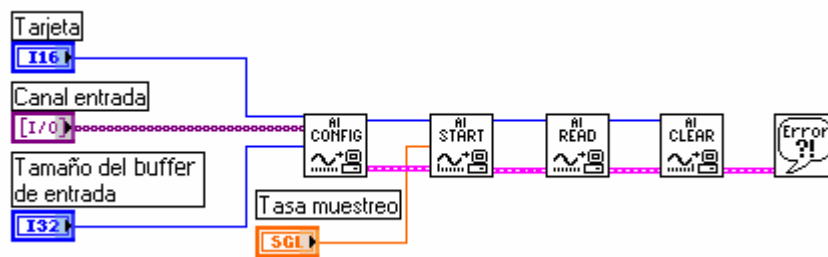 Tarjeta
I16
Canal entrada
[I/O]
Tamaño del buffer
de entrada
I32
Tasa muestreo
SGL
AI
CONFIG
AI
START
AI
READ
AI
CLEAR
Error
?!